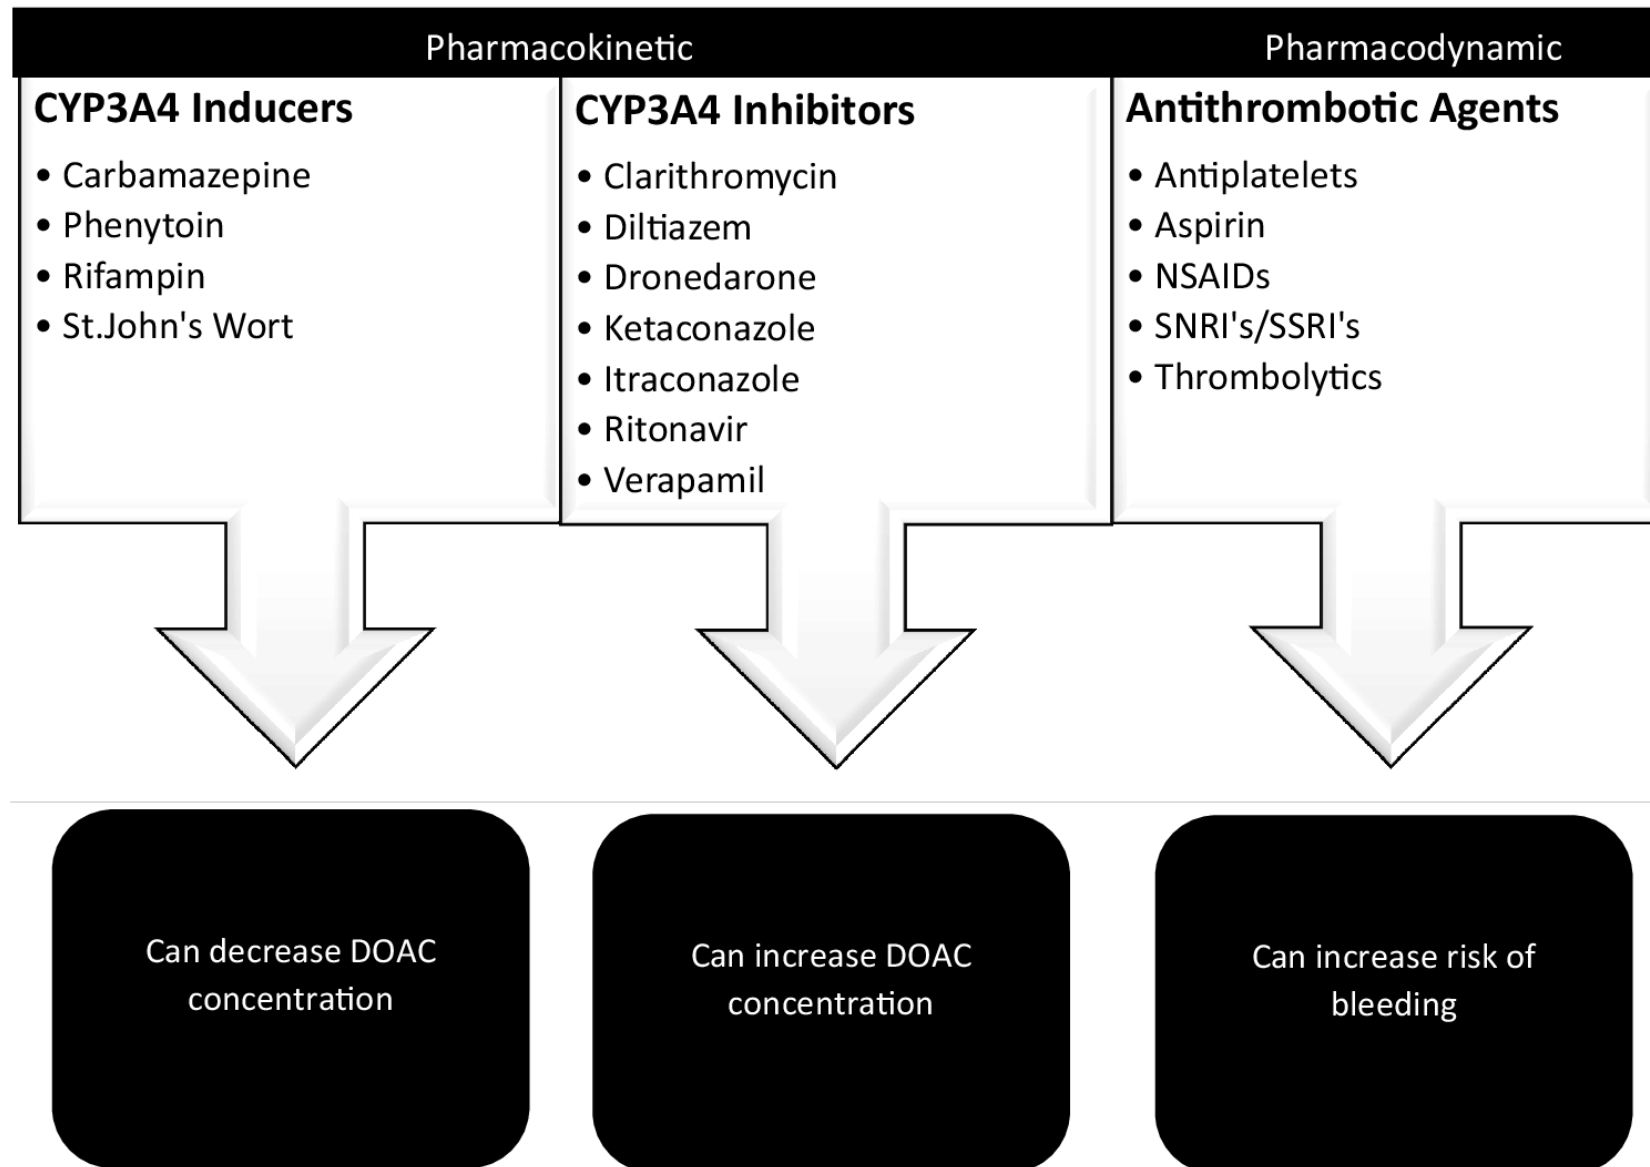 Pharmacokinetic
Pharmacodynamic
CYP3A4 Inducers
• Carbamazepine
• Phenytoin
• Rifampin
• St.John's Wort
CYP3A4 Inhibitors
• Clarithromycin
• Diltiazem
• Dronedarone
• Ketaconazole
• Itraconazole
• Ritonavir
• Verapamil
Antithrombotic Agents
• Antiplatelets
• Aspirin
• NSAIDs
• SNRI's/SSRI's
• Thrombolytics
Can decrease DOAC
concentration
Can increase DOAC
concentration
Can increase risk of
bleeding